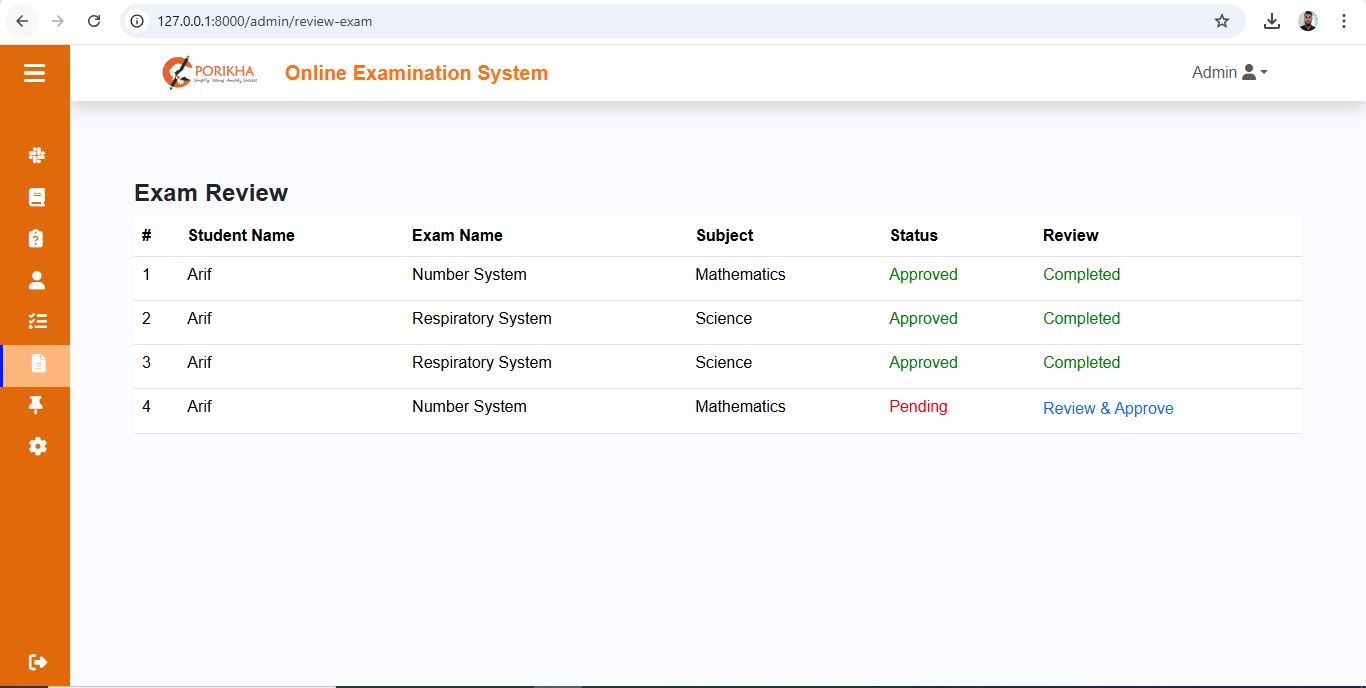 127.0.0.1:8000/admin/review-exam
PORIKHA
Online Examination System
Admin
Exam Review
# Student Name Exam Name Subject Status Review
1 Arif Number System Mathematics Approved Completed
2 Arif Respiratory System Science Approved Completed
3 Arif Respiratory System Science Approved Completed
4 Arif Number System Mathematics Pending Review & Approve